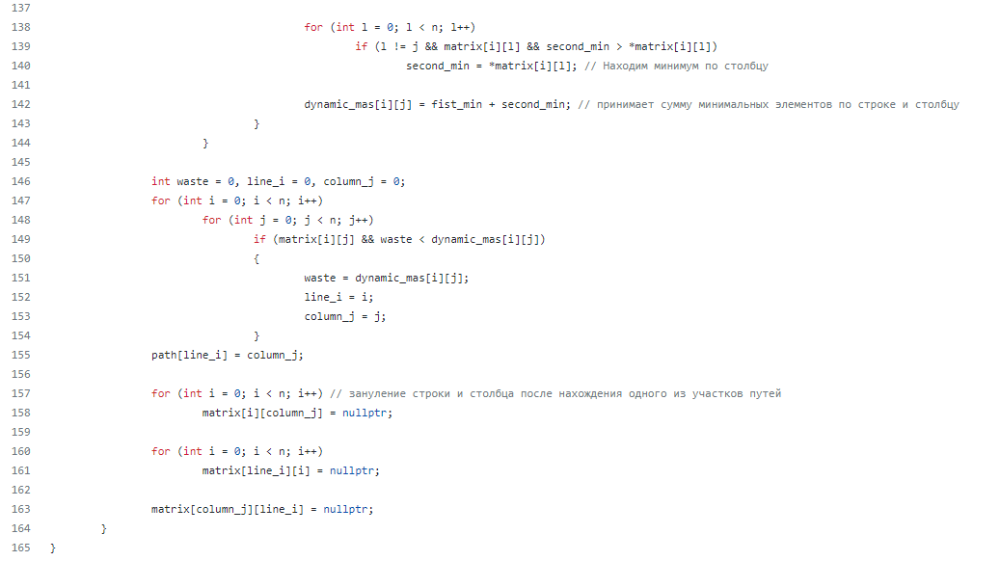 137
138 for (int l = 0; l < n; l++)
139 if (l != j && matrix[i][l] && second_min > *matrix[i][l])
140 second_min = *matrix[i][l]; // Находим минимум по столбцу
141
142 dynamic_mas[i][j] = fist_min + second_min; // принимает сумму минимальных элементов по строке и столбцу
143 }
144 }
145
146 int waste = 0, line_i = 0, column_j = 0;
147 for (int i = 0; i < n; i++)
148 for (int j = 0; j < n; j++)
149 if (matrix[i][j] && waste < dynamic_mas[i][j])
150 {
151 waste = dynamic_mas[i][j];
152 line_i = i;
153 column_j = j;
154 }
155 path[line_i] = column_j;
156
157 for (int i = 0; i < n; i++) // зануление строки и столбца после нахождения одного из участков путей
158 matrix[i][column_j] = nullptr;
159
160 for (int i = 0; i < n; i++)
161 matrix[line_i][i] = nullptr;
162
163 matrix[column_j][line_i] = nullptr;
164 }
165 }